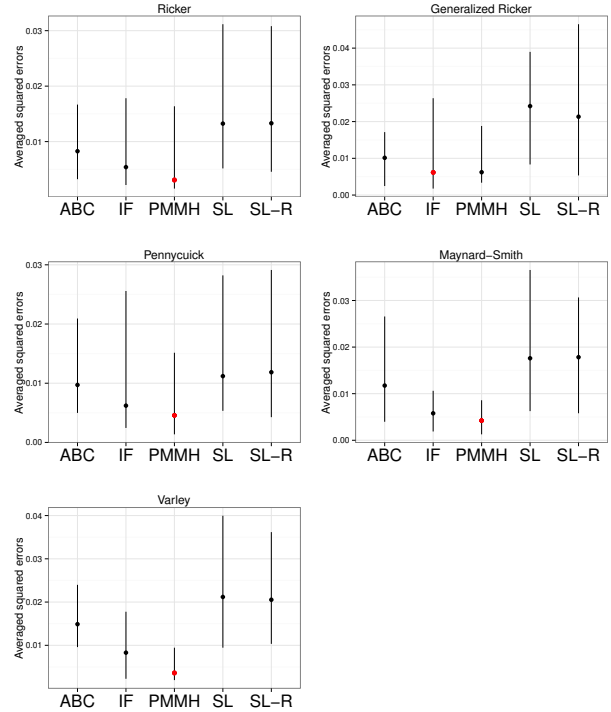 Ricker
Averaged squared errors
0.03
0.02
0.01
ABC IF PMMH SL SL−R
Generalized Ricker
Averaged squared errors
0.04
0.03
0.02
0.01
0.00
ABC IF PMMH SL SL−R
Pennycuick
Averaged squared errors
0.03
0.02
0.01
0.00
ABC IF PMMH SL SL−R
Maynard−Smith
Averaged squared errors
0.03
0.02
0.01
0.00
ABC IF PMMH SL SL−R
Varley
Averaged squared errors
0.04
0.03
0.02
0.01
ABC IF PMMH SL SL−R